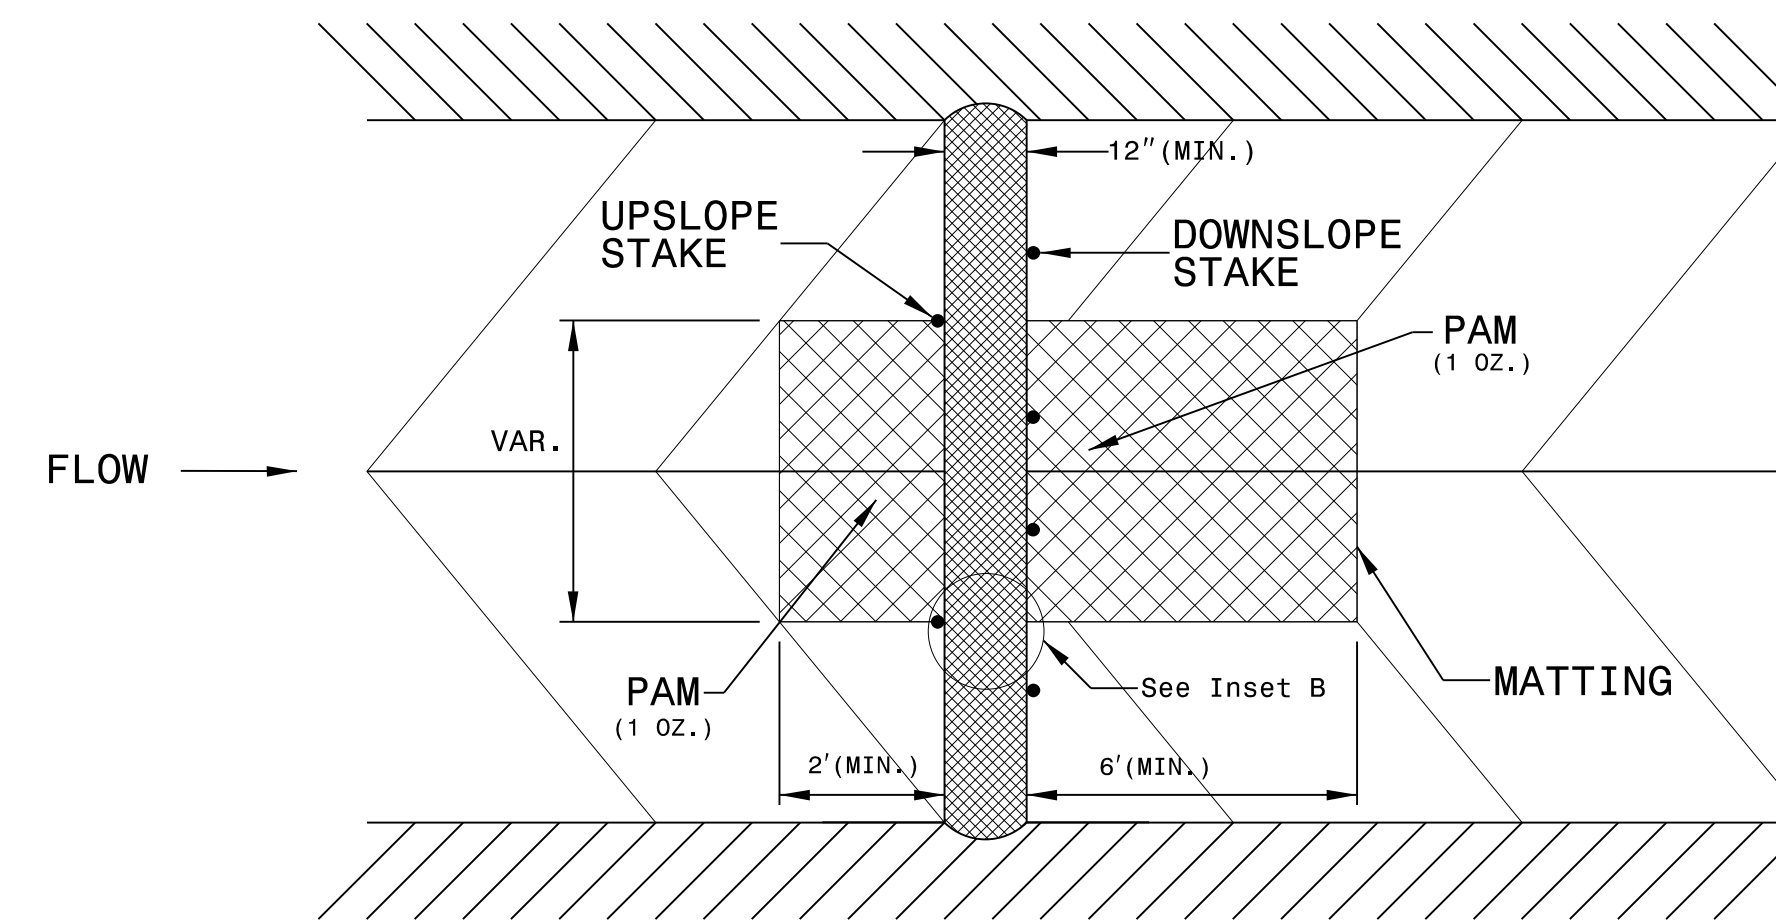 12"(MIN.)
UPSLOPE
STAKE
DOWNSLOPE
STAKE
PAM
(1 OZ.)
VAR.
FLOW
PAM
(1 OZ.)
See Inset B
MATTING
2'(MIN.)
6'(MIN.)